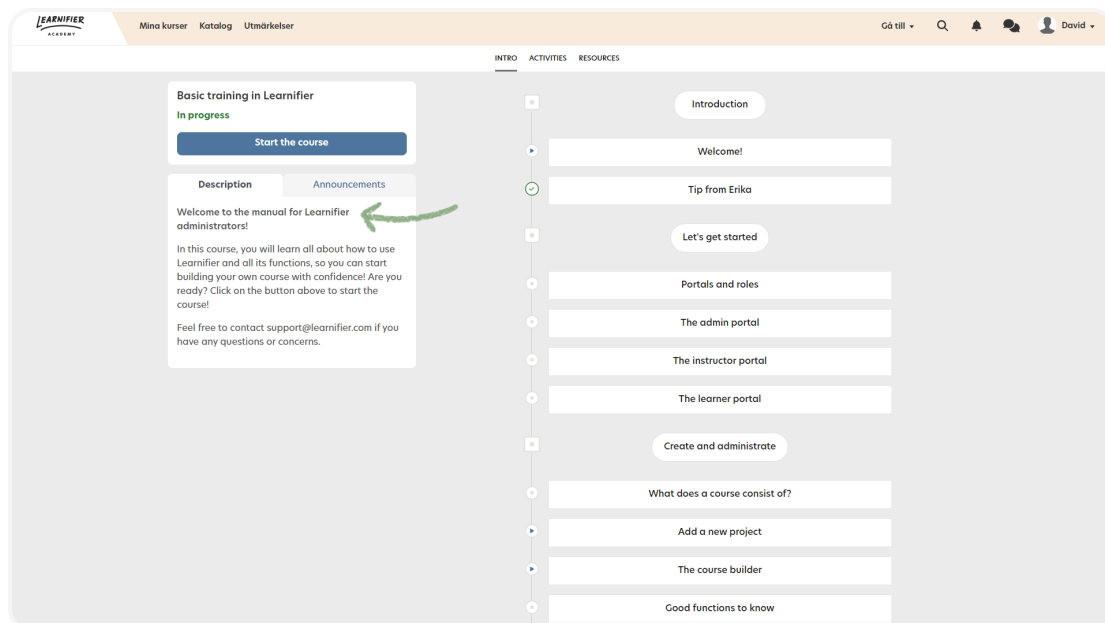 LEARNIFIER
ACADEMY
Mina kurser Katalog Utmärkelser
Gå till
David
INTRO ACTIVITIES RESOURCES
Basic training in Learnifier
In progress
Start the course
Description Announcements
Welcome to the manual for Learnifier
administrators!
In this course, you will learn all about how to use
Learnifier and all its functions, so you can start
building your own course with confidence! Are you
ready? Click on the button above to start the
course!
Feel free to contact support@learnifier.com if you
have any questions or concerns.
Introduction
Welcome!
Tip from Erika
Let's get started
Portals and roles
The admin portal
The instructor portal
The learner portal
Create and administrate
What does a course consist of?
Add a new project
The course builder
Good functions to know